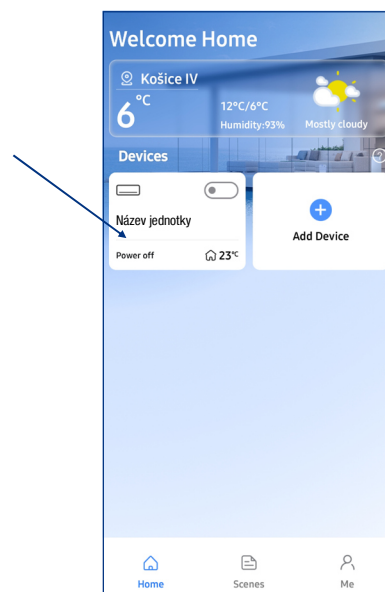 Welcome Home
Košice IV
6°C
12°C/6°C
Humidity:93%
Mostly cloudy
Devices
Název jednotky
Power off
23°C
Add Device
Home
Scenes
Me